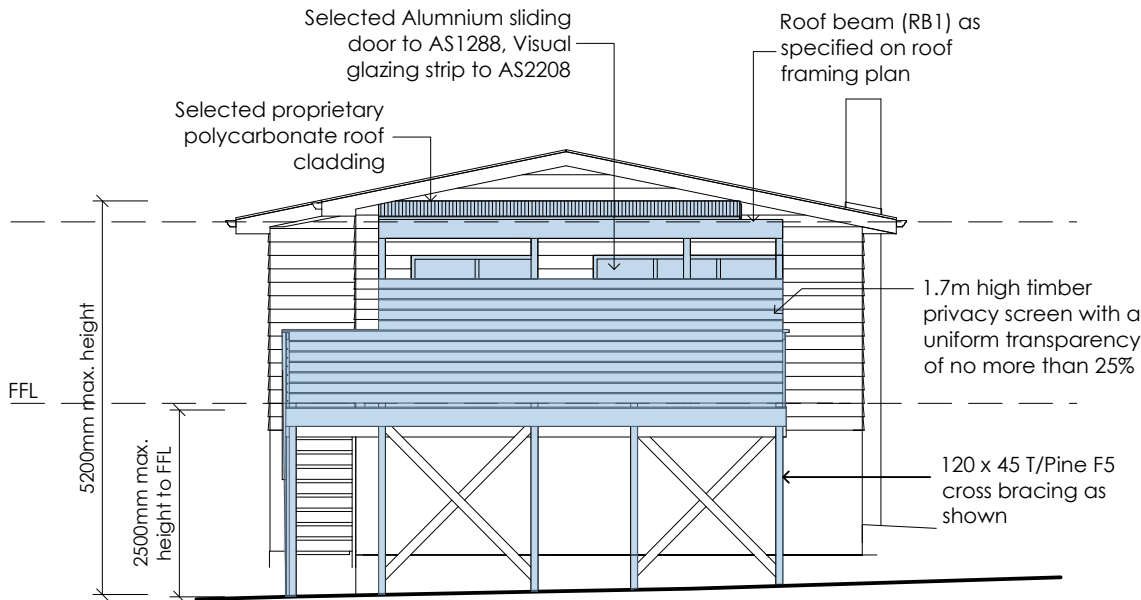 Selected Alumnium sliding
door to AS1288, Visual
glazing strip to AS2208
Roof beam (RB1) as
specified on roof
framing plan
Selected proprietary
polycarbonate roof
cladding
1.7m high timber
privacy screen with a
uniform transparency
of no more than 25%
FFL
5200mm max. height
2500mm max.
height to FFL
120 x 45 T/Pine F5
cross bracing as
shown